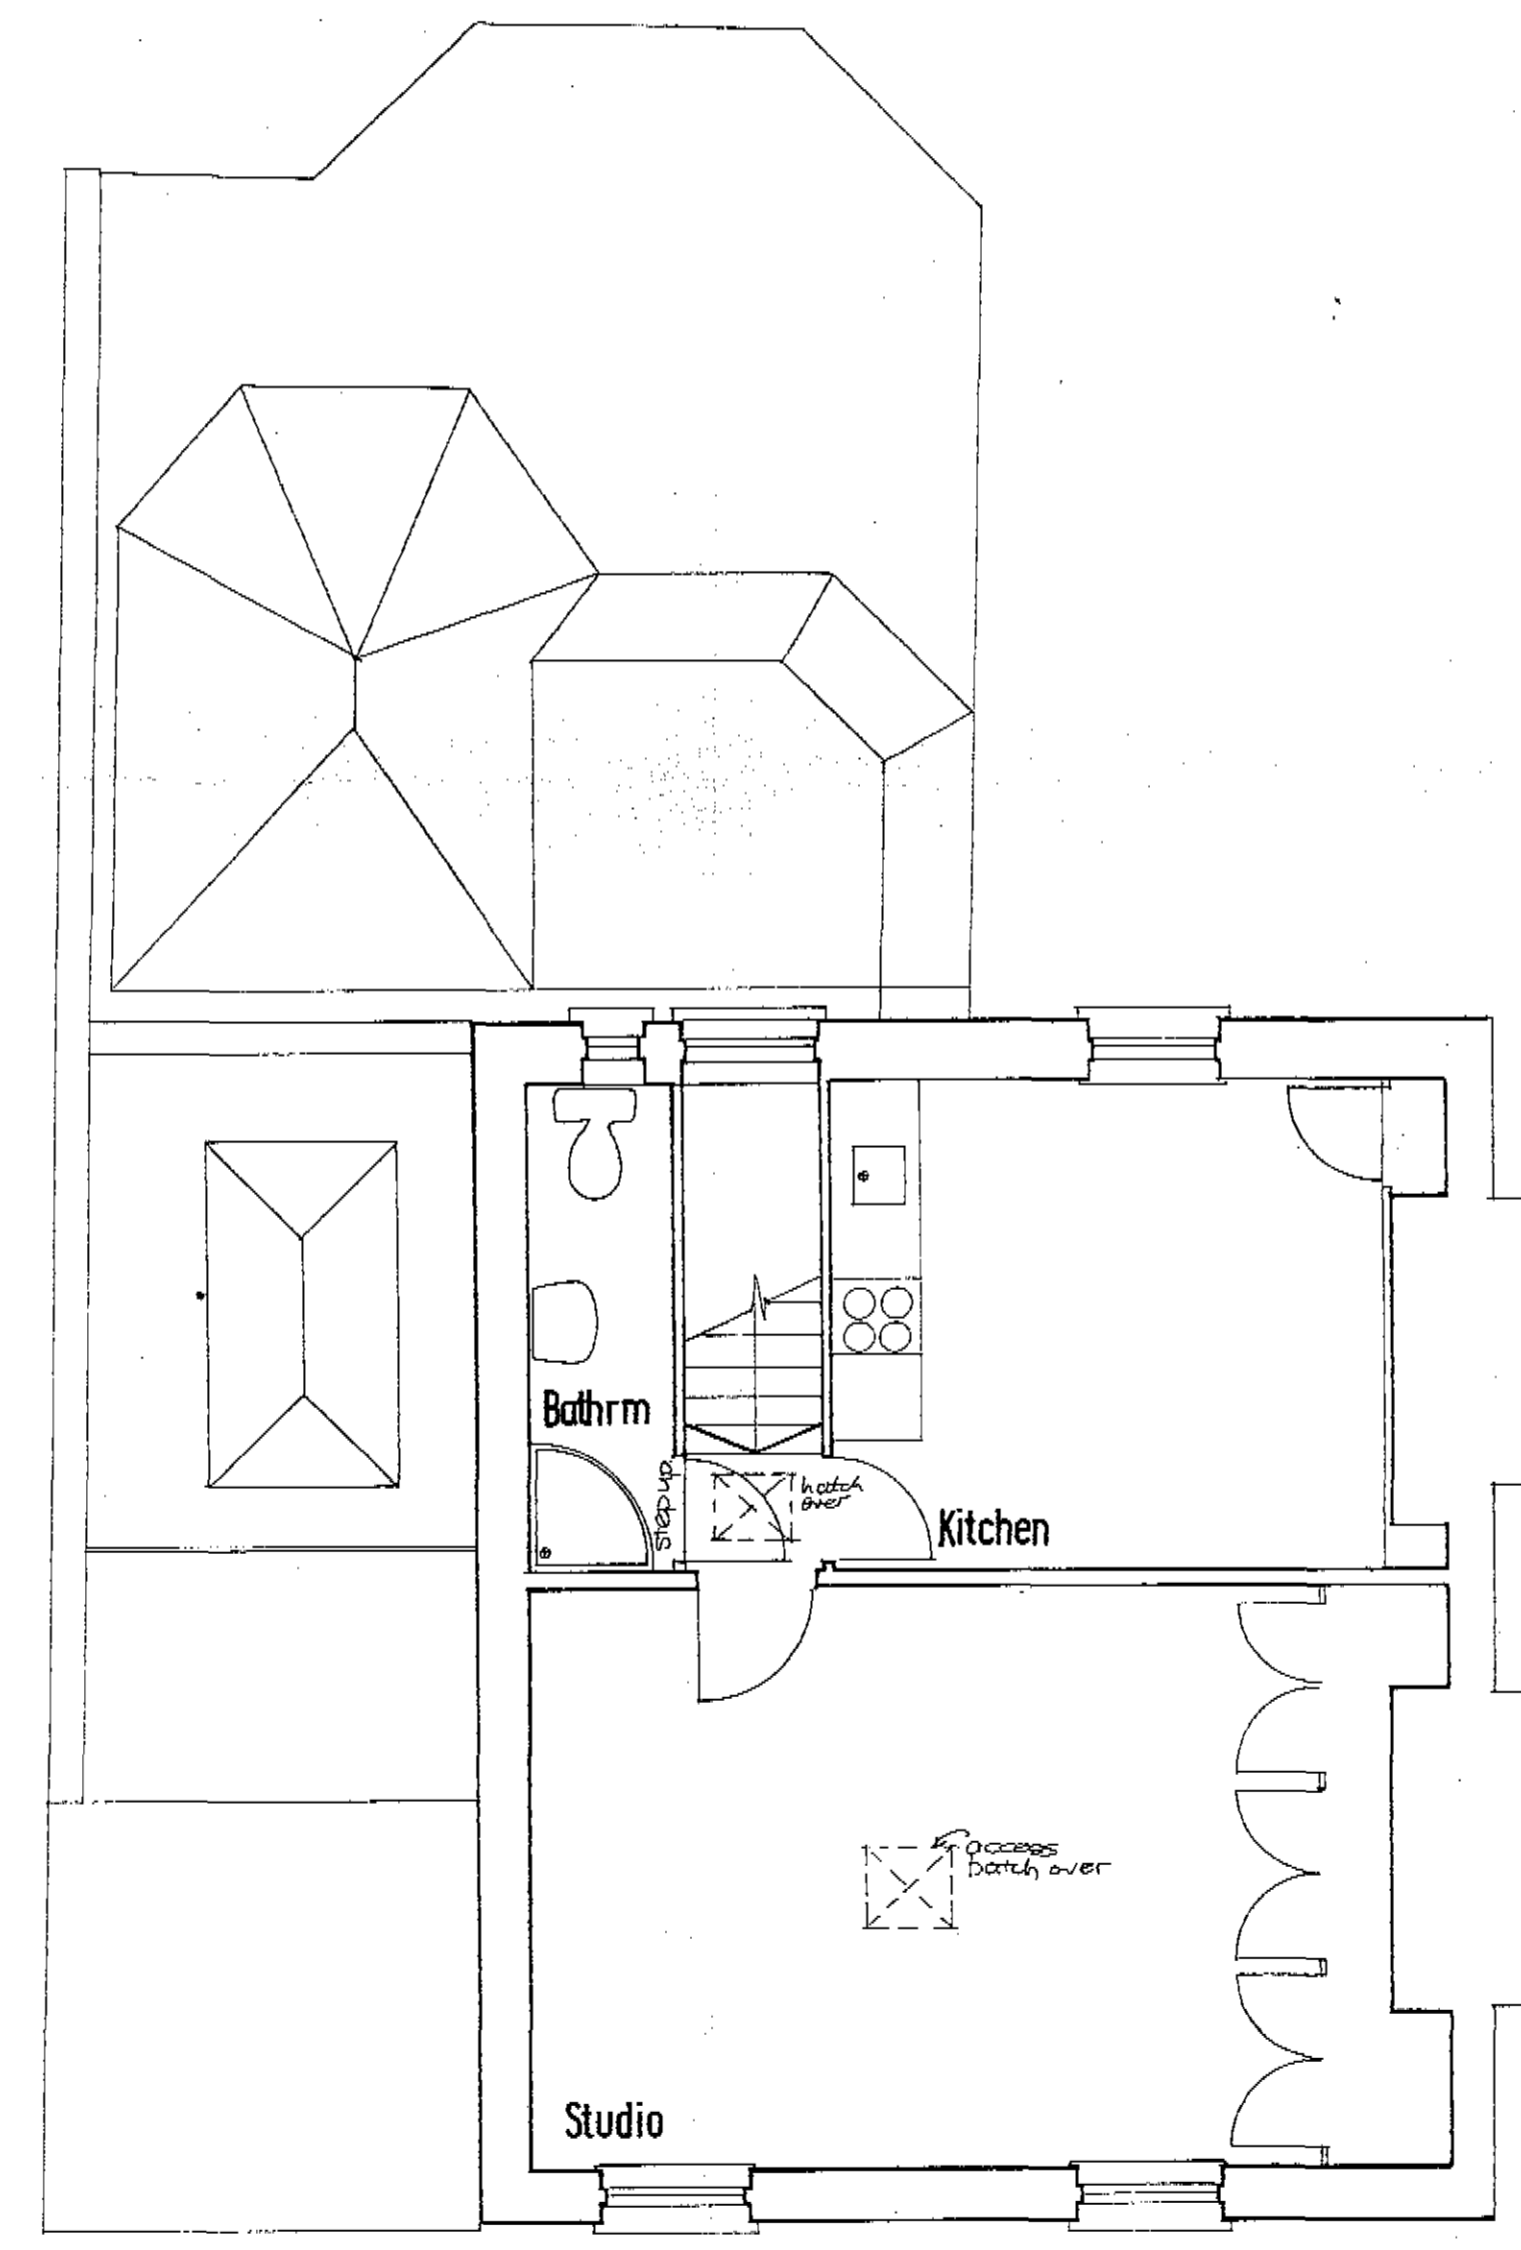 Bathrm
step up
hatch
over
Kitchen
access
hatch over
Studio